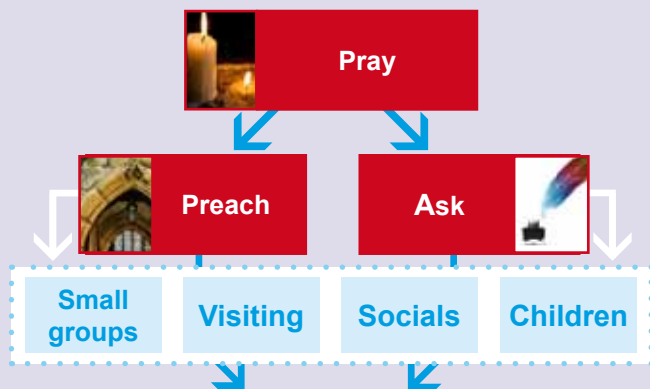 Pray
Preach
Ask
Small
groups
Visiting
Socials
Children